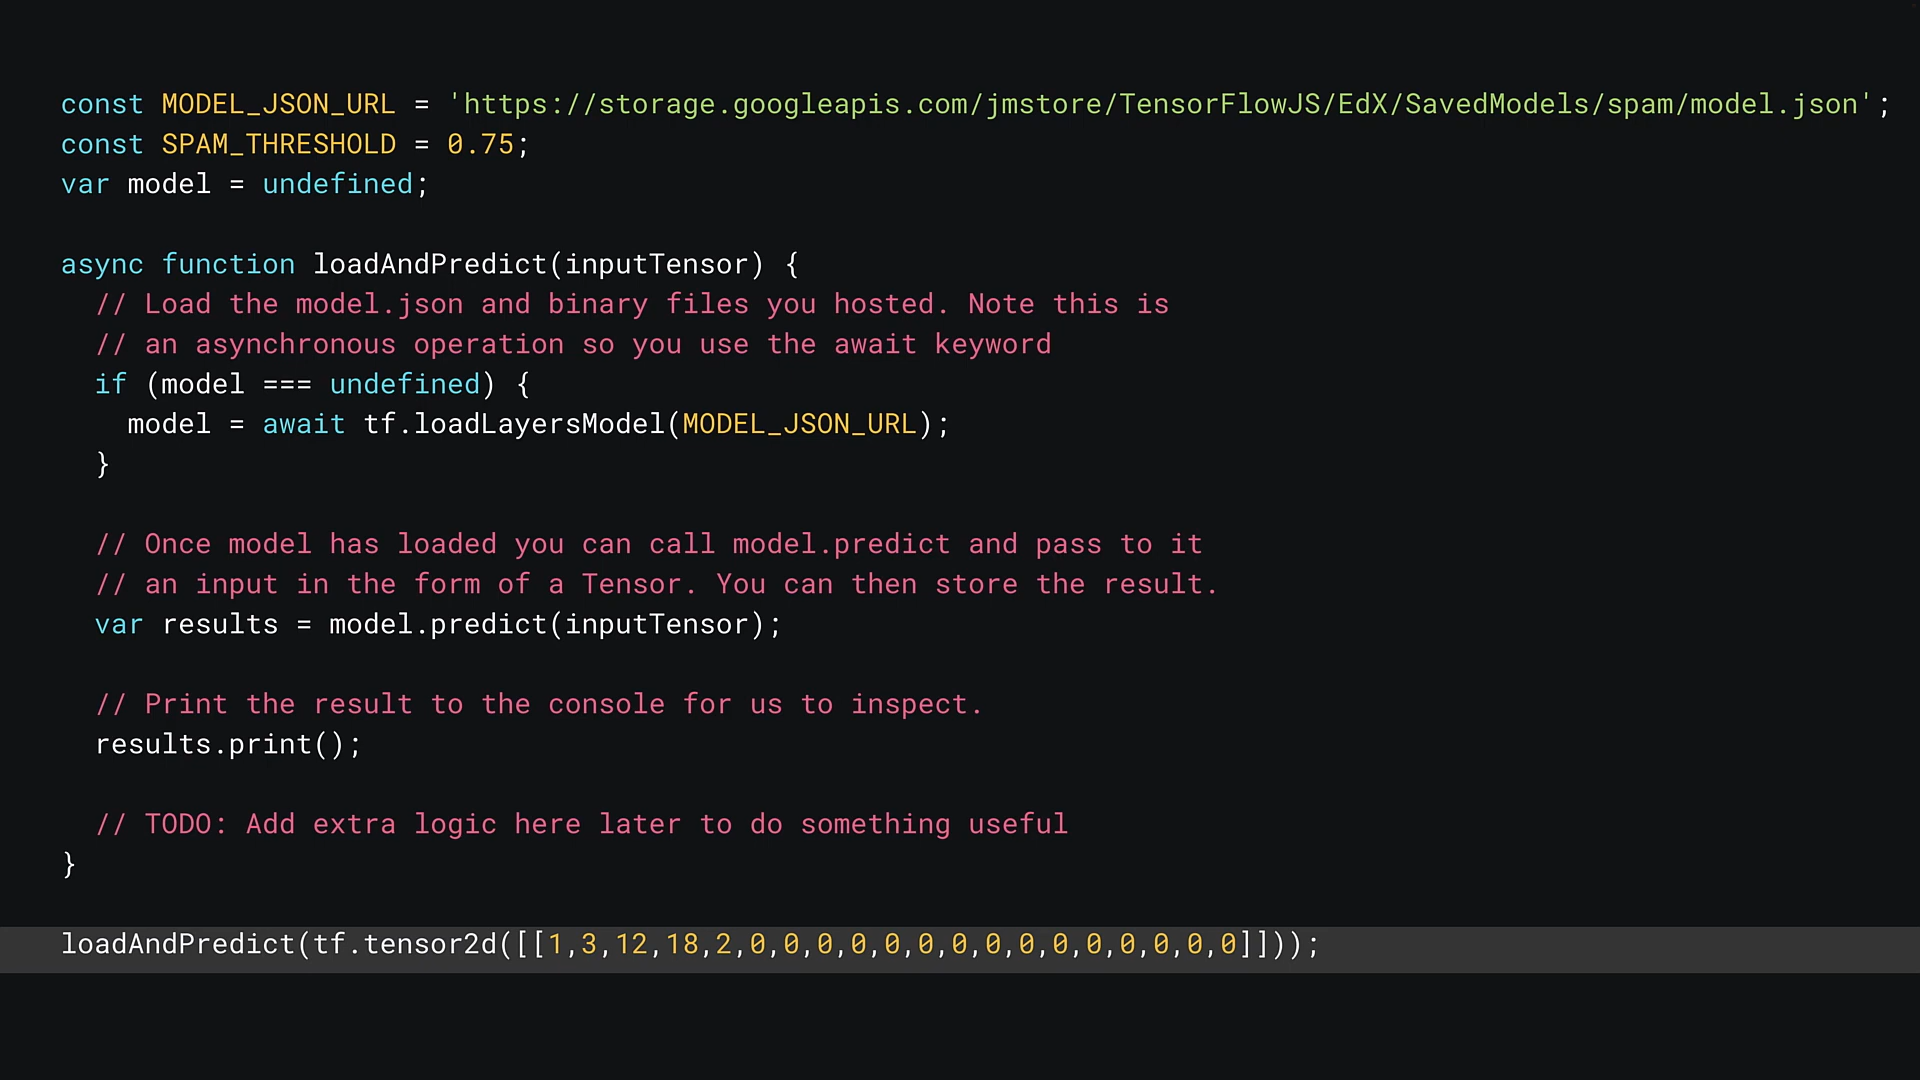 const MODEL_JSON_URL = 'https://storage.googleapis.com/jmstore/TensorFlowJS/EdX/SavedModels/spam/model.json';
const SPAM_THRESHOLD = 0.75;
var model = undefined;
async function loadAndPredict(inputTensor) {
// Load the model.json and binary files you hosted. Note this is
// an asynchronous operation so you use the await keyword
if (model === undefined) {
model = await tf.loadLayersModel(MODEL_JSON_URL);
}
// Once model has loaded you can call model.predict and pass to it
// an input in the form of a Tensor. You can then store the result.
var results = model.predict(inputTensor);
// Print the result to the console for us to inspect.
results.print();
// TODO: Add extra logic here later to do something useful
}
loadAndPredict(tf.tensor2d([[1,3,12,18,2,0,0,0,0,0,0,0,0,0,0,0,0,0,0,0]]));